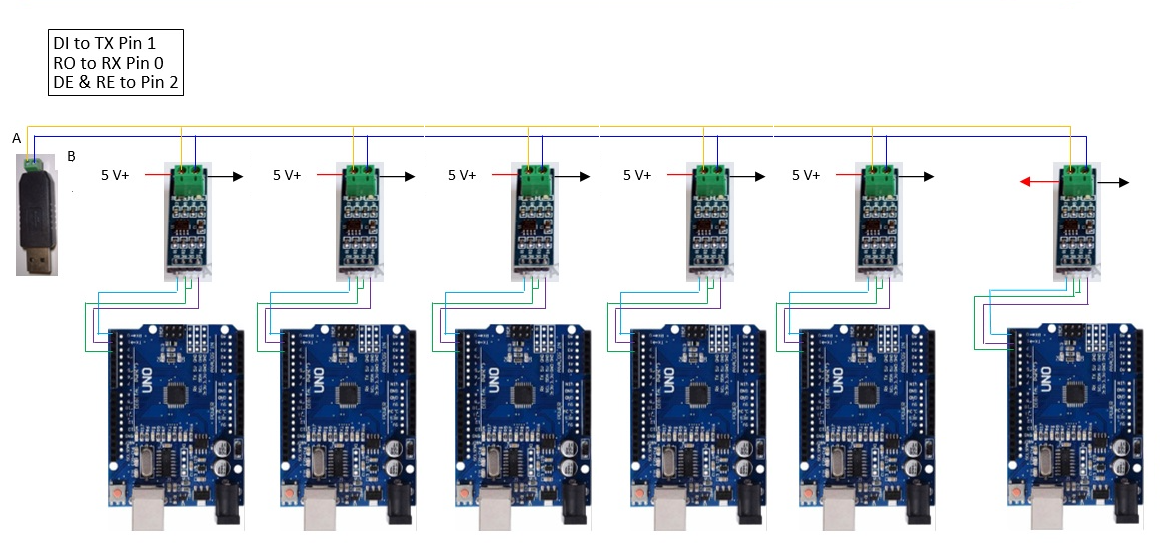 DI to TX Pin 1
RO to RX Pin 0
DE & RE to Pin 2
A
B
5 V+
5 V+
5 V+
5 V+
5 V+
UNO
UNO
UNO
UNO
UNO
UNO